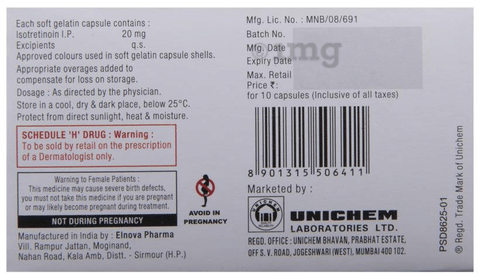 Each soft gelatin capsule contains :
Isotretinoin I.P. 20 mg
Excipients q.s.
Approved colours used in soft gelatin capsule shells.
Appropriate overages added to
compensate for loss on storage.
Dosage : As directed by the physician.
Store in a cool, dry & dark place, below 25°C.
Protect from direct sunlight, heat & moisture.
SCHEDULE 'H' DRUG : Warning :
To be sold by retail on the prescription
of a Dermatologist only.
Warning to Female Patients :
This medicine may cause severe birth defects,
you must not take this medicine if you are pregnant
or may likely become pregnant during treatment.
NOT DURING PREGNANCY
AVOID IN
PREGNANCY
Manufactured in India by : Elnova Pharma
Vill. Rampur Jattan, Moginand,
Nahan Road, Kala Amb, Distt. - Sirmour (H.P.)
Mfg. Lic. No. : MNB/08/691
Batch No.
Mfg. Date
Expiry Date
Max. Retail
Price ₹:
for 10 capsules (Inclusive of all taxes)
1mg
8901315506411
Marketed by :
UNICHEM
UNICHEM
LABORATORIES LTD.
REGD. OFFICE : UNICHEM BHAVAN, PRABHAT ESTATE,
OFF S. V. ROAD, JOGESHWARI (WEST), MUMBAI 400 102.
PSD8625-01
® Regd. Trade Mark of Unichem